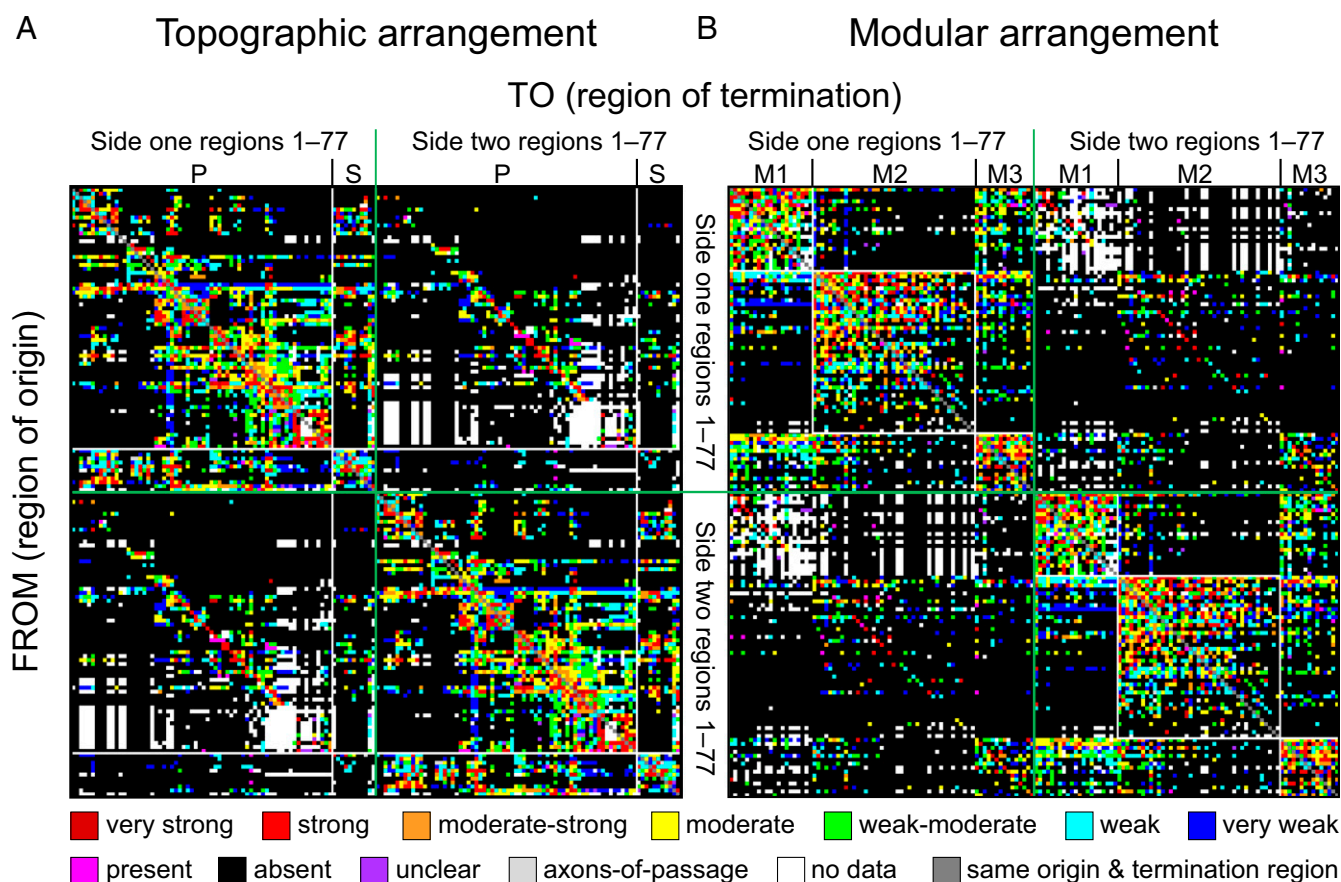 A Topographic arrangement B Modular arrangement
TO (region of termination)
Side one regions 1–77 Side two regions 1–77 Side one regions 1–77 Side two regions 1–77
P S P S M1 M2 M3 M1 M2 M3
FROM (region of origin)
Side one regions 1–77
Side two regions 1–77
very strong strong moderate-strong moderate weak-moderate weak very weak
present absent unclear axons-of-passage no data same origin & termination region